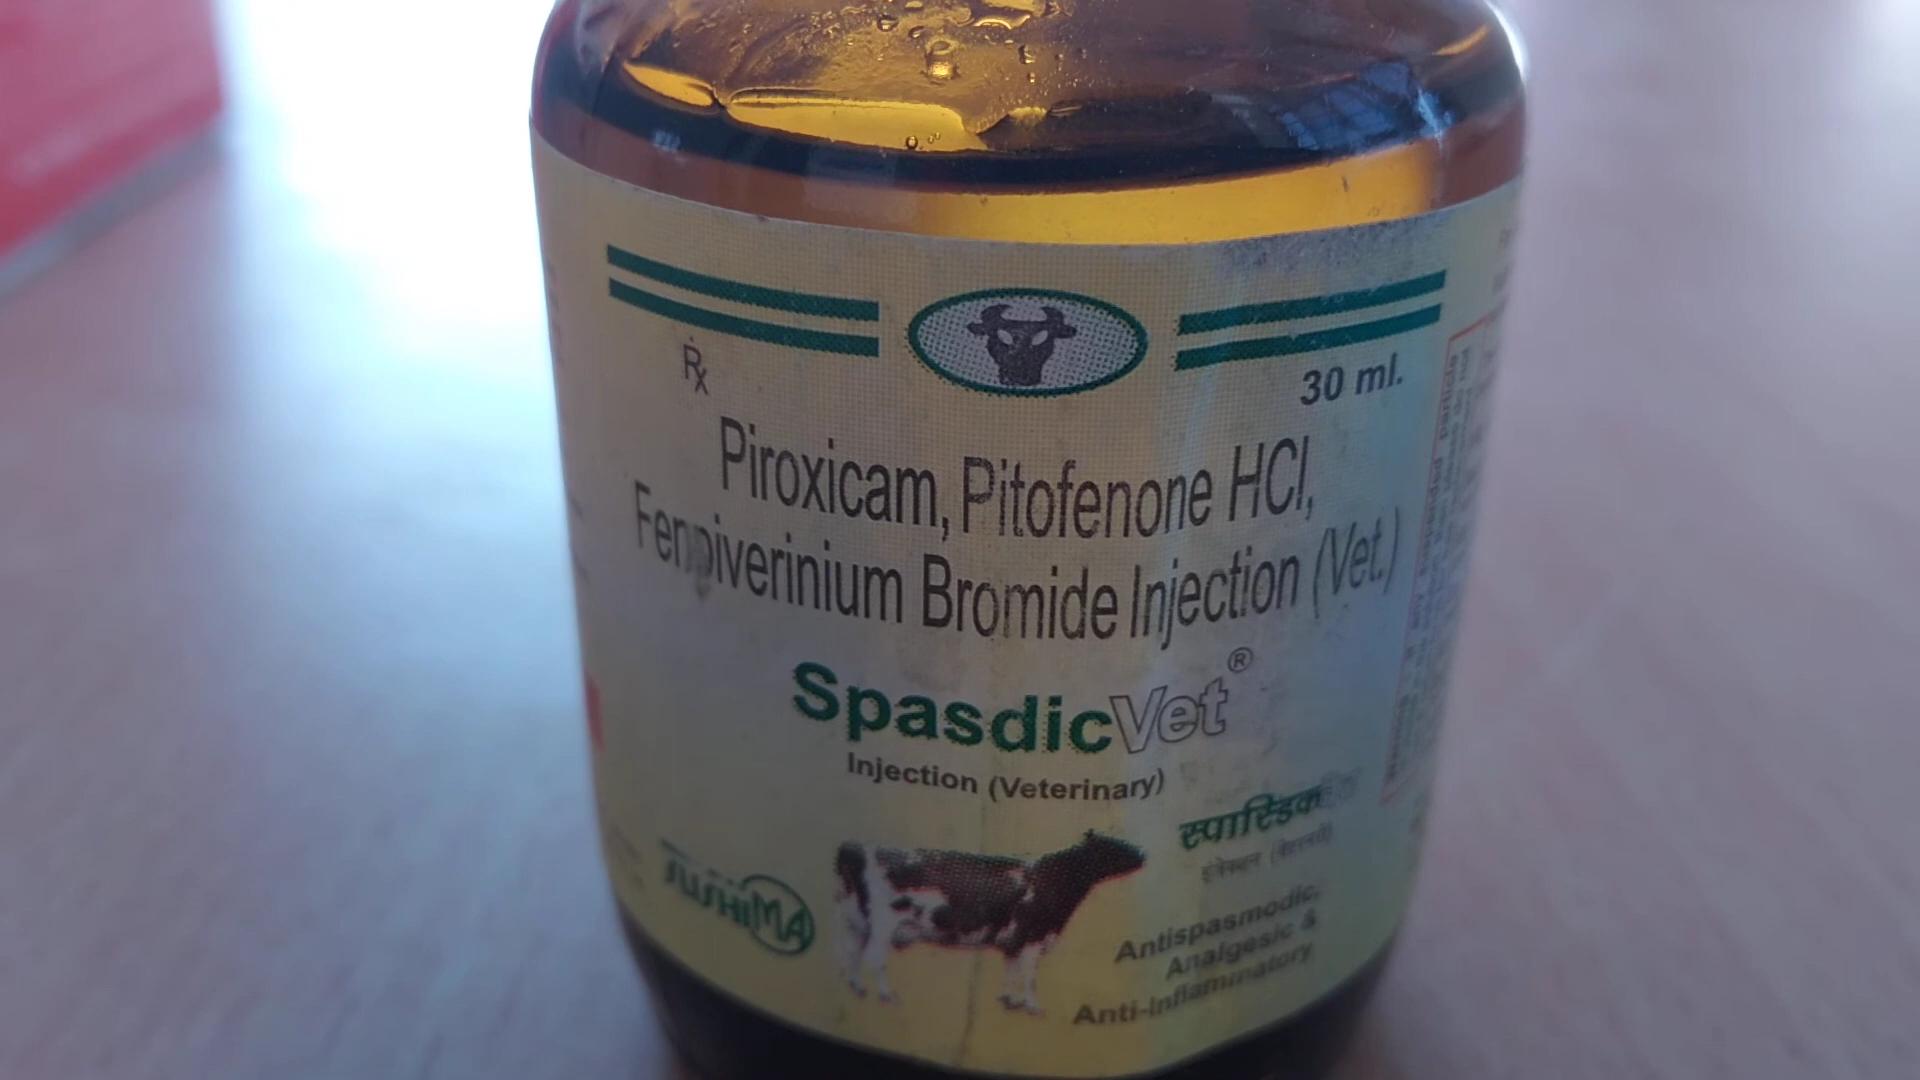 Rx
30 ml.
Piroxicam, Pitofenone HCl,
Fenpiverinium Bromide Injection (Vet.)
SpasdicVet®
Injection (Veterinary)
स्पास्डिक
SUSHIMA
Antispasmodic,
Analgesic &
Anti-Inflammatory